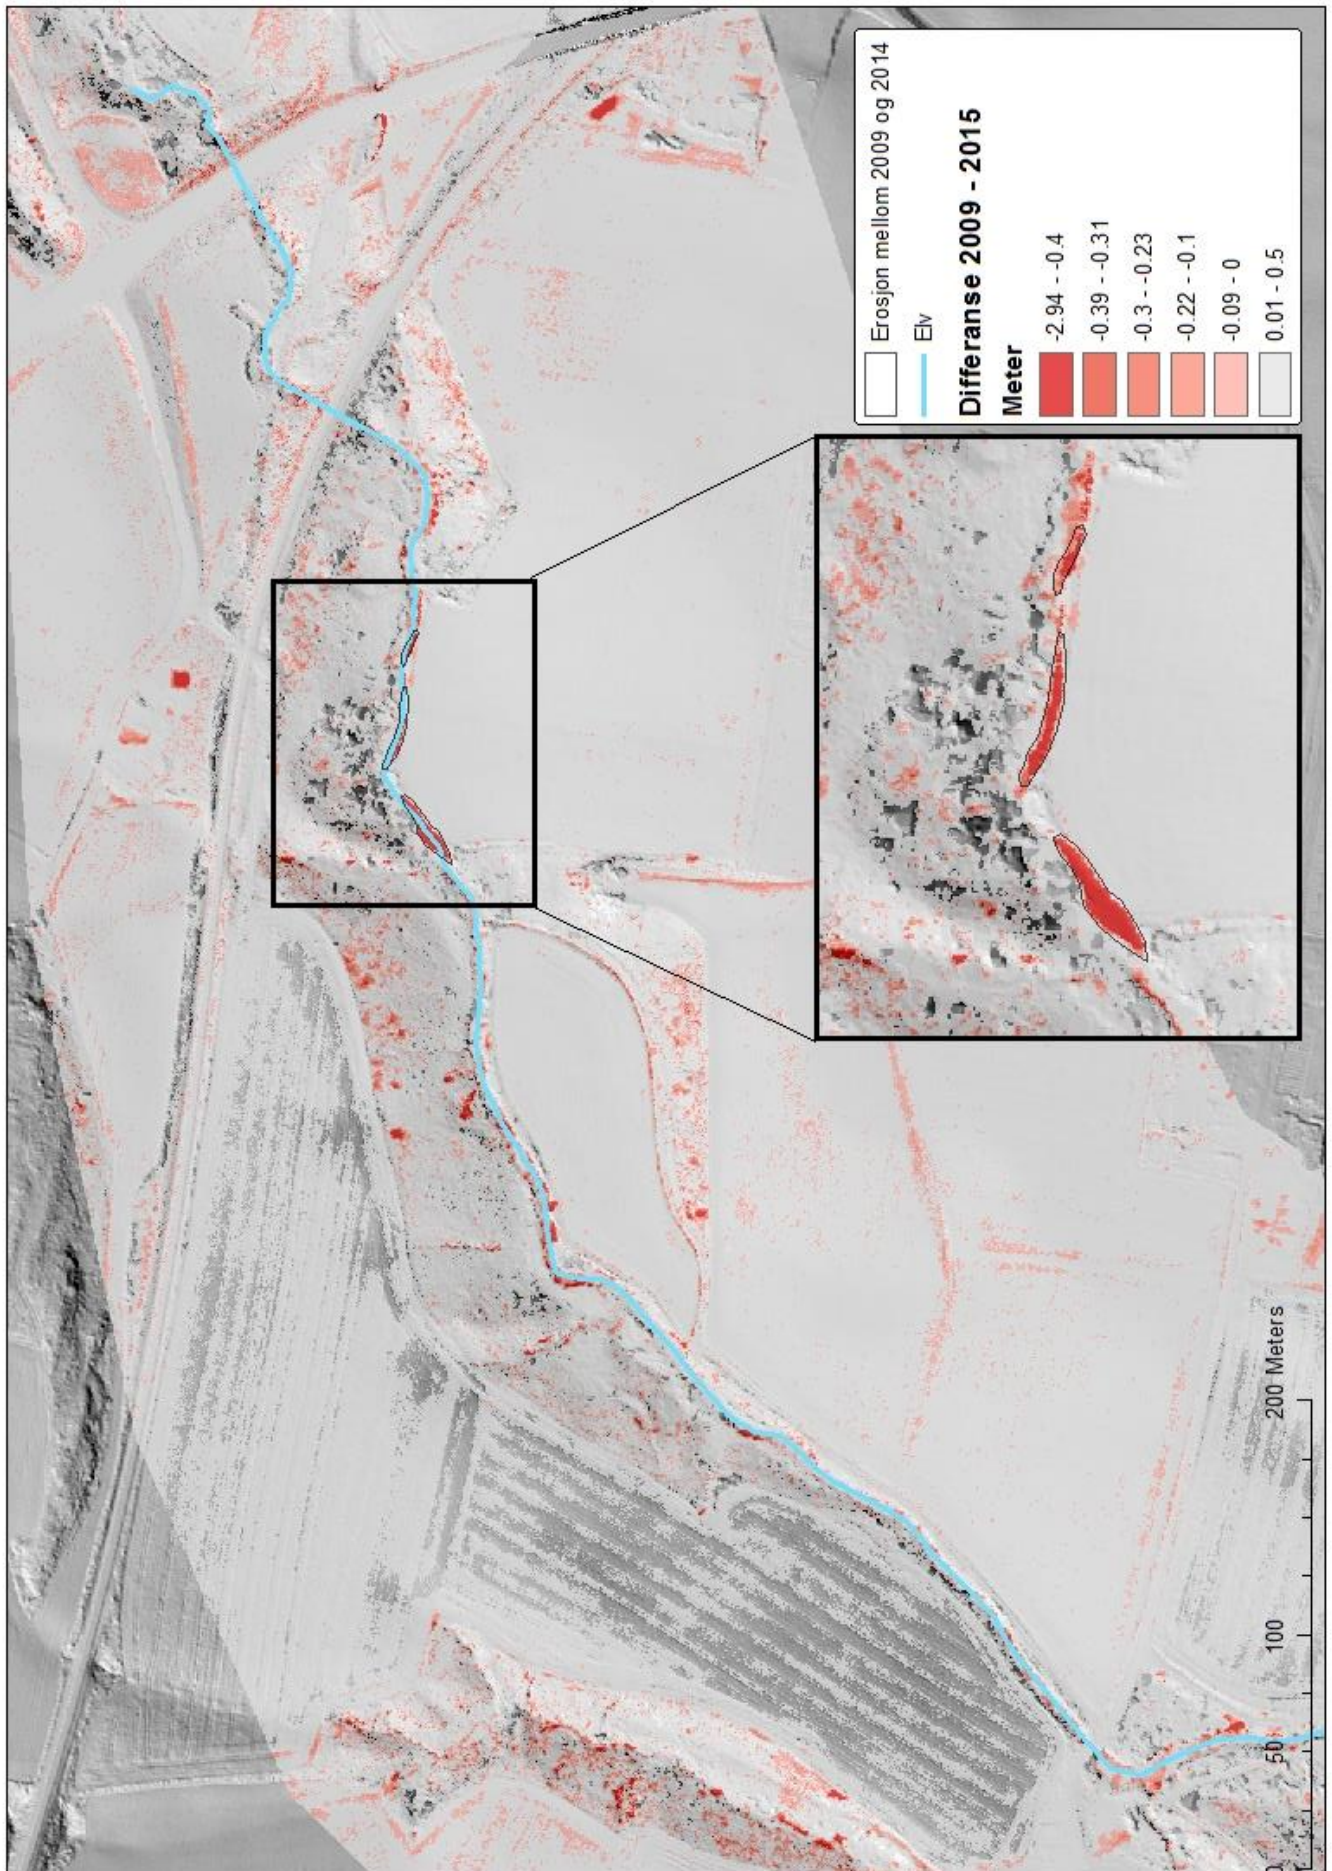 Erosjon mellom 2009 og 2014
Elv
Differanse 2009 - 2015
Meter
-2.94 - -0.4
-0.39 - -0.31
-0.3 - -0.23
-0.22 - -0.1
-0.09 - 0
0.01 - 0.5
50 100 200 Meters